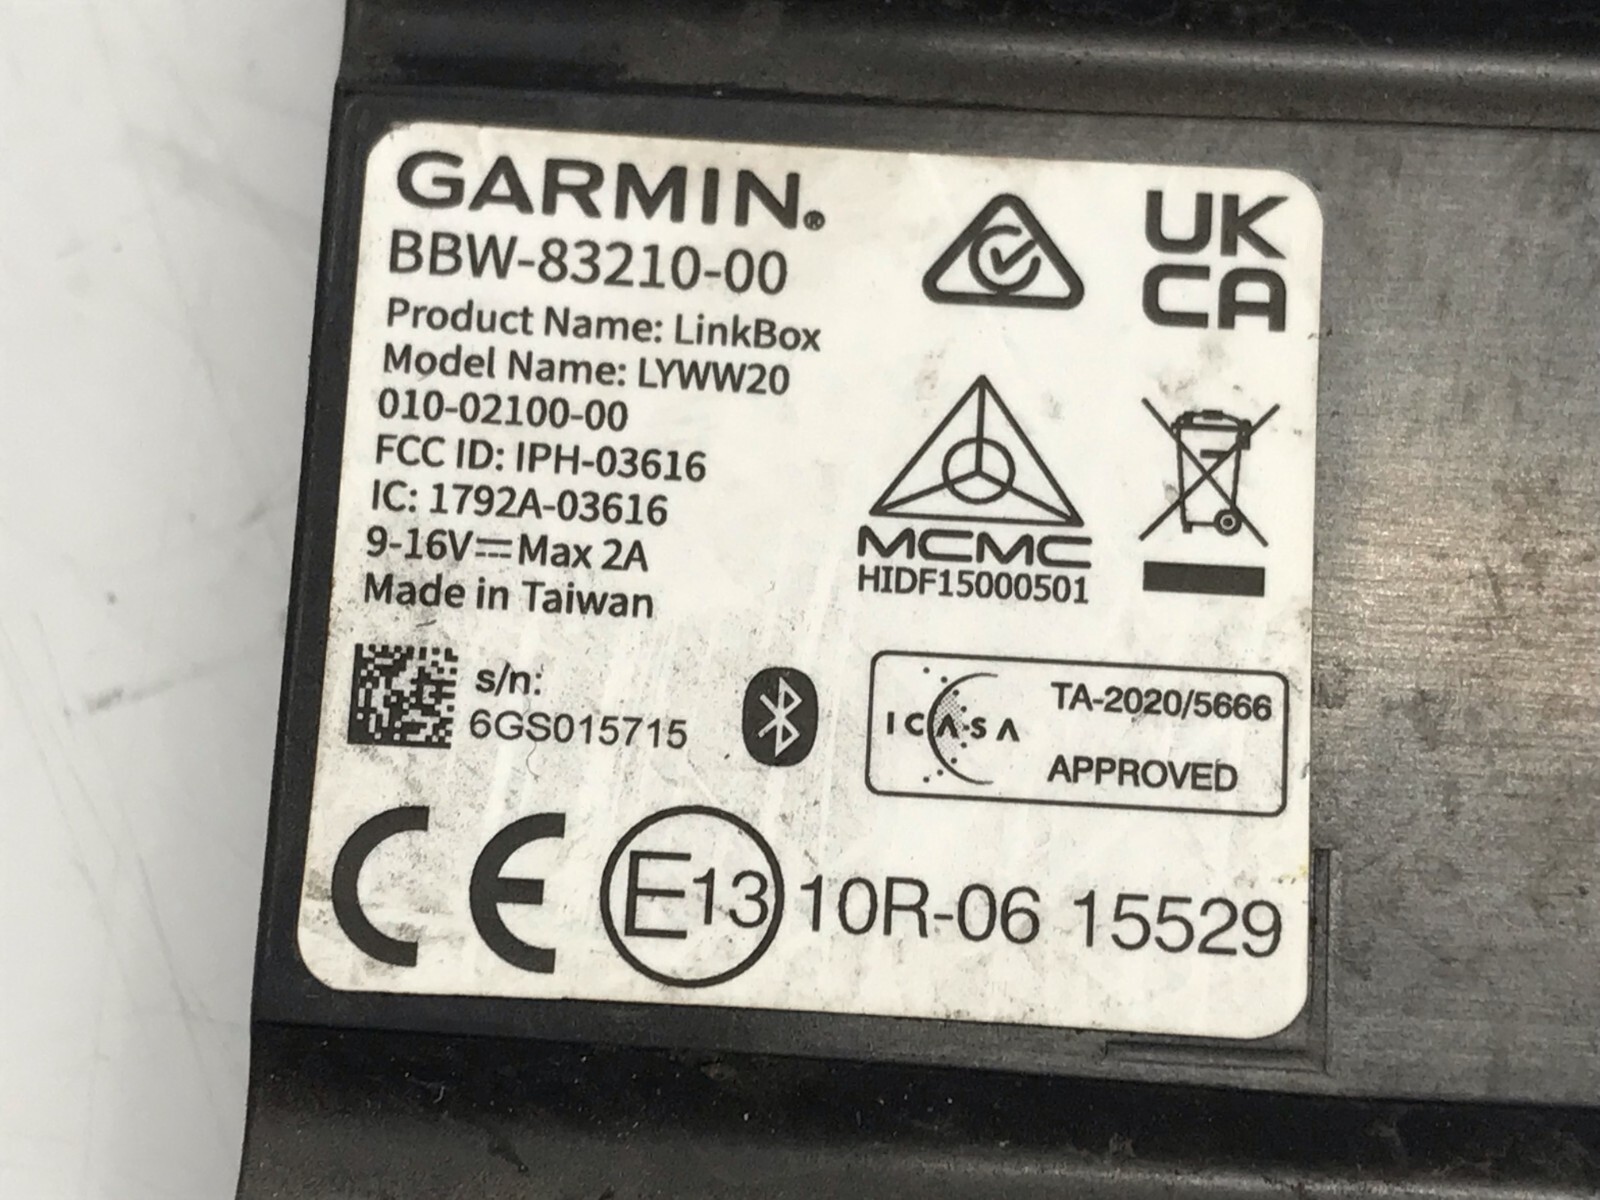 GARMIN®
BBW-83210-00
Product Name: LinkBox
Model Name: LYWW20
010-02100-00
FCC ID: IPH-03616
IC: 1792A-03616
9-16V⎓Max 2A
Made in Taiwan
s/n:
6GS015715
UK
CA
MCMC
HIDF15000501
ICASA
TA-2020/5666
APPROVED
CE
E13 10R-06 15529